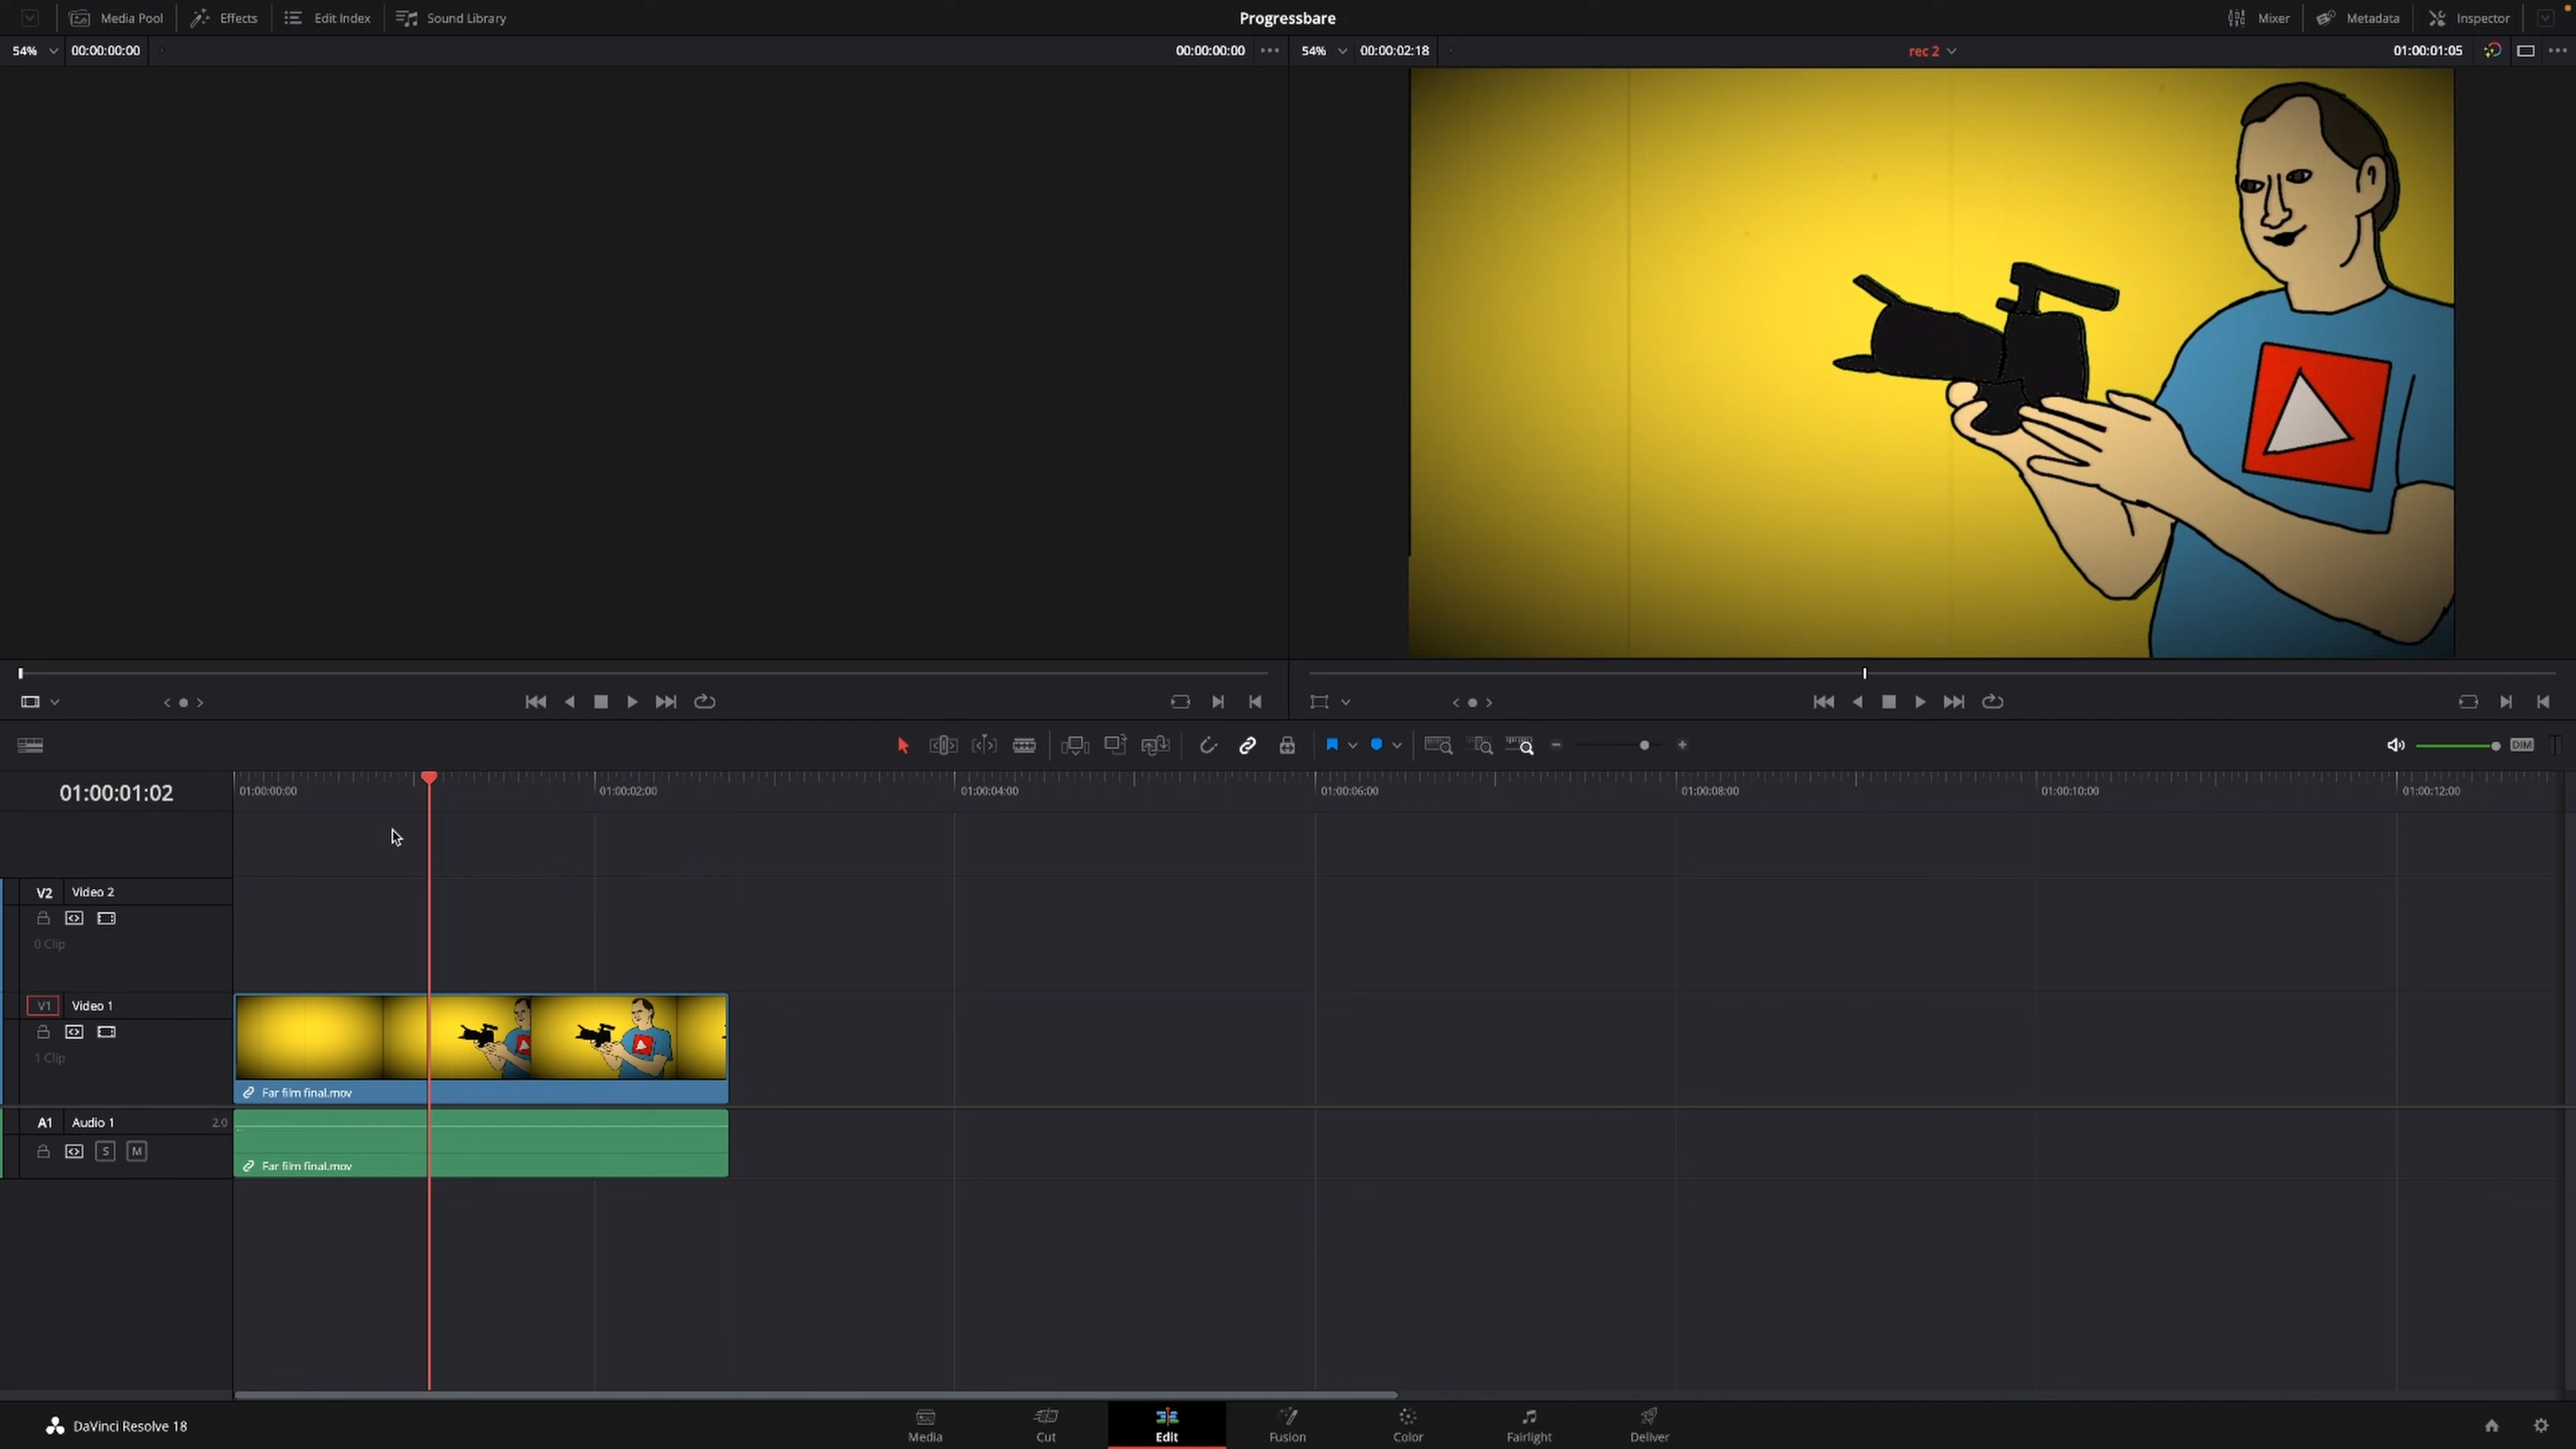 Media Pool Effects Edit Index Sound Library Progressbare Mixer Metadata Inspector
54% 00:00:00:00 00:00:00:00 54% 00:00:02:18 rec 2 01:00:01:05
DIM
01:00:01:02 01:00:00:00 01:00:02:00 01:00:04:00 01:00:06:00 01:00:08:00 01:00:10:00 01:00:12:00
V2 Video 2
0 Clip
V1 Video 1
1 Clip
Far film final.mov
A1 Audio 1 2.0
S M
Far film final.mov
DaVinci Resolve 18 Media Cut Edit Fusion Color Fairlight Deliver